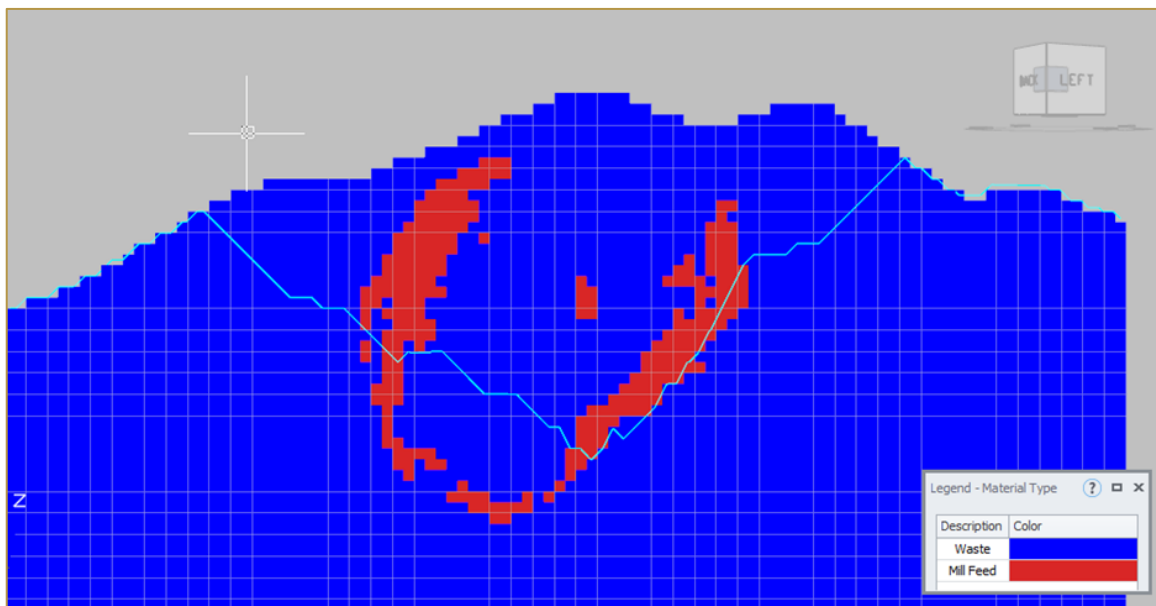 LEFT
Z
Legend - Material Type
Description Color
Waste
Mill Feed